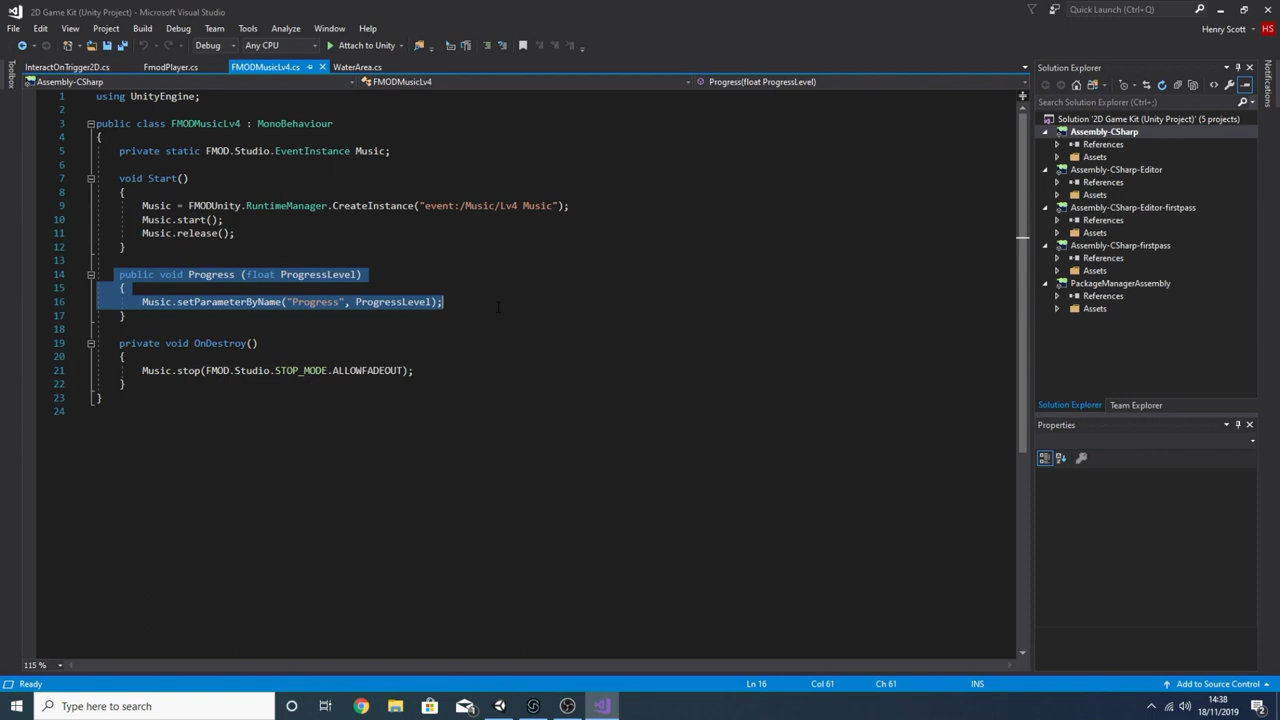 2D Game Kit (Unity Project) - Microsoft Visual Studio
Quick Launch (Ctrl+;)
File Edit View Project Build Debug Team Tools Analyze Window Help
Henry Scott HS
Debug Any CPU Attach to Unity
InteractOnTrigger2D.cs FmodPlayer.cs FMODMusicLv4.cs WaterArea.cs
Assembly-CSharp FMODMusicLv4 Progress(float ProgressLevel)
Toolbox
1 using UnityEngine;
2
3 public class FMODMusicLv4 : MonoBehaviour
4 {
5 private static FMOD.Studio.EventInstance Music;
6
7 void Start()
8 {
9 Music = FMODUnity.RuntimeManager.CreateInstance("event:/Music/Lv4 Music");
10 Music.start();
11 Music.release();
12 }
13
14 public void Progress (float ProgressLevel)
15 {
16 Music.setParameterByName("Progress", ProgressLevel);
17 }
18
19 private void OnDestroy()
20 {
21 Music.stop(FMOD.Studio.STOP_MODE.ALLOWFADEOUT);
22 }
23 }
24
115 %
Solution Explorer
Notifications
Search Solution Explorer (Ctrl+;)
Solution '2D Game Kit (Unity Project)' (5 projects)
Assembly-CSharp
References
Assets
Assembly-CSharp-Editor
References
Assets
Assembly-CSharp-Editor-firstpass
References
Assets
Assembly-CSharp-firstpass
References
Assets
PackageManagerAssembly
References
Assets
Solution Explorer Team Explorer
Properties
Ready Ln 16 Col 61 Ch 61 INS Add to Source Control
Type here to search
14:38
18/11/2019